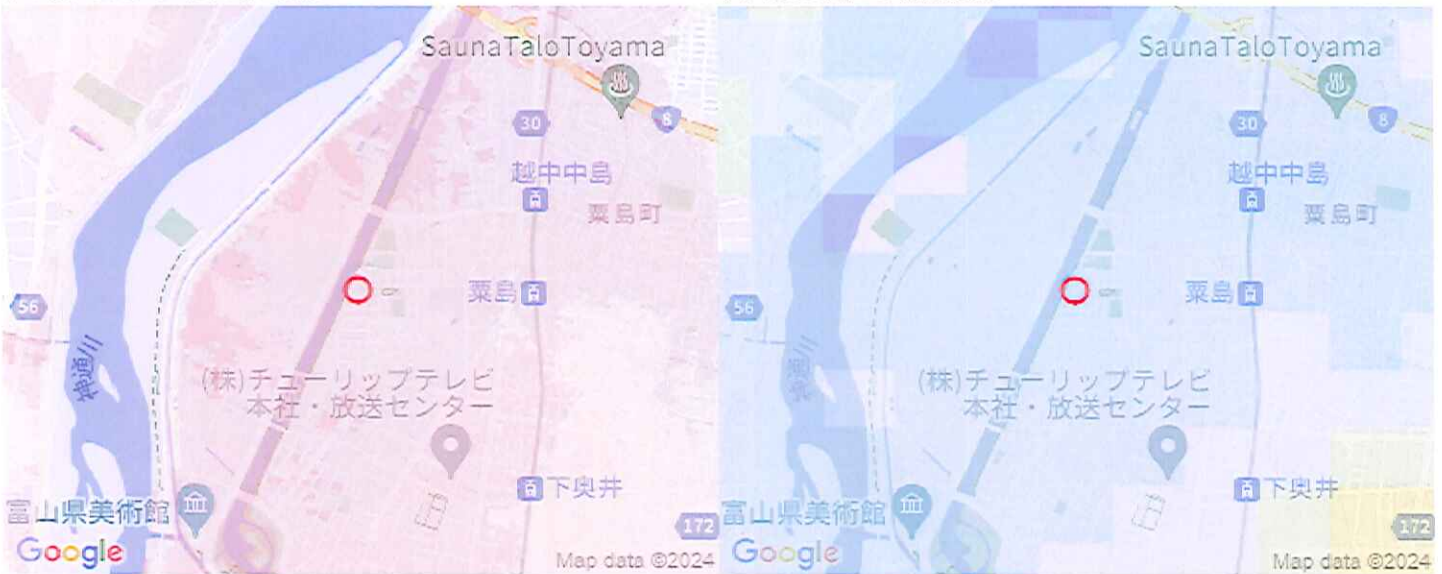 SaunaTaloToyama
30
8
越中中島
粟島町
粟島
56
神通川
(株)チューリップテレビ
本社・放送センター
下奥井
富山県美術館
172
Google
Map data ©2024
SaunaTaloToyama
30
8
越中中島
粟島町
粟島
56
神通川
(株)チューリップテレビ
本社・放送センター
下奥井
富山県美術館
172
Google
Map data ©2024